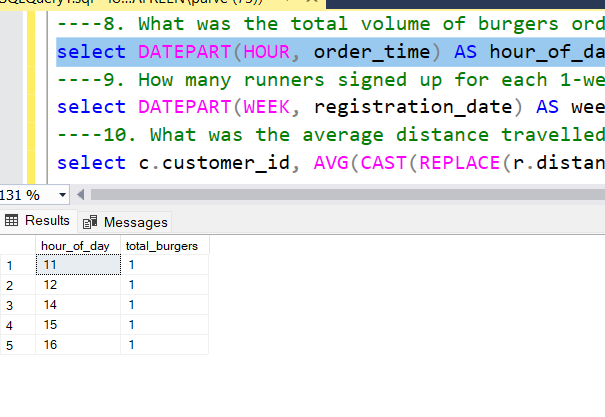 ----8. What was the total volume of burgers ord
select DATEPART(HOUR, order_time) AS hour_of_da
----9. How many runners signed up for each 1-we
select DATEPART(WEEK, registration_date) AS wee
----10. What was the average distance travelled
select c.customer_id, AVG(CAST(REPLACE(r.distan
131 %
Results Messages
hour_of_day total_burgers
1 11 1
2 12 1
3 14 1
4 15 1
5 16 1